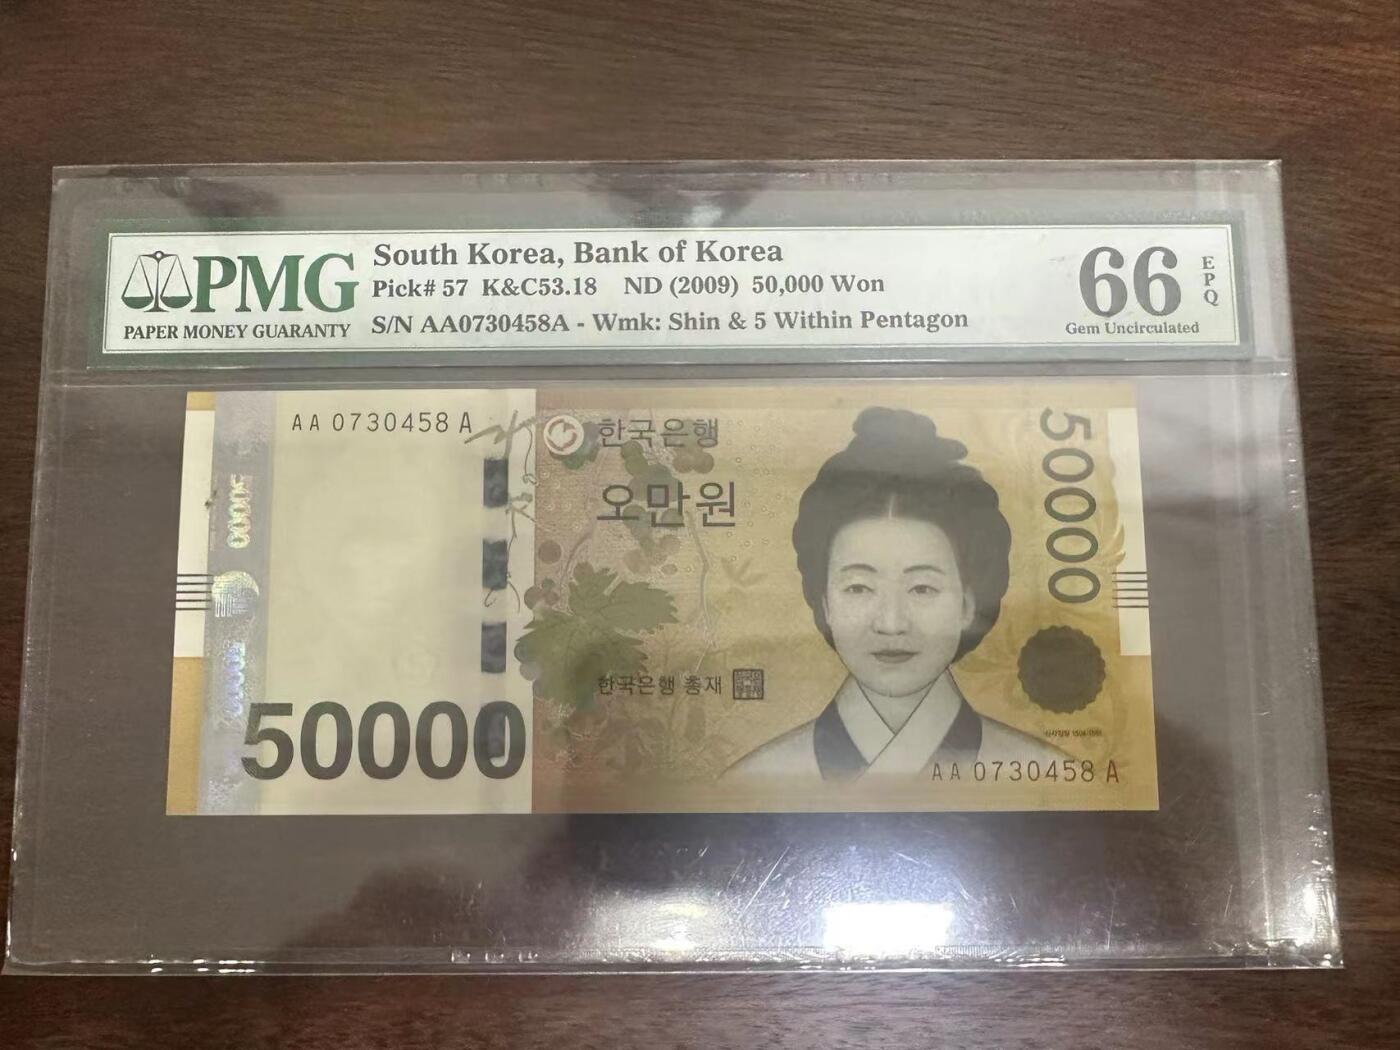 PMG
PAPER MONEY GUARANTY
South Korea, Bank of Korea
Pick# 57 K&C53.18 ND (2009) 50,000 Won
S/N AA0730458A - Wmk: Shin & 5 Within Pentagon
66
EPQ
Gem Uncirculated
AA 0730458 A
한국은행
오만원
50000
50000
한국은행 총재
50000
AA 0730458 A